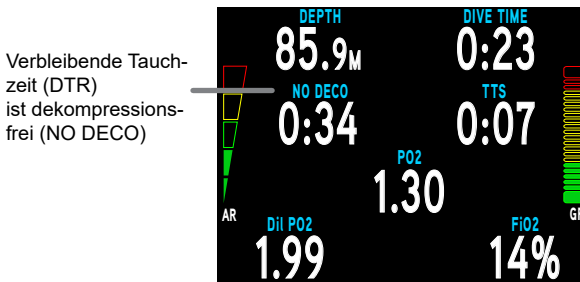 Verbleibende Tauch-
zeit (DTR)
ist dekompressions-
frei (NO DECO)
DEPTH DIVE TIME
85.9M 0:23
NO DECO TTS
0:34 0:07
PO2
1.30
AR GF
Dil PO2 FiO2
1.99 14%